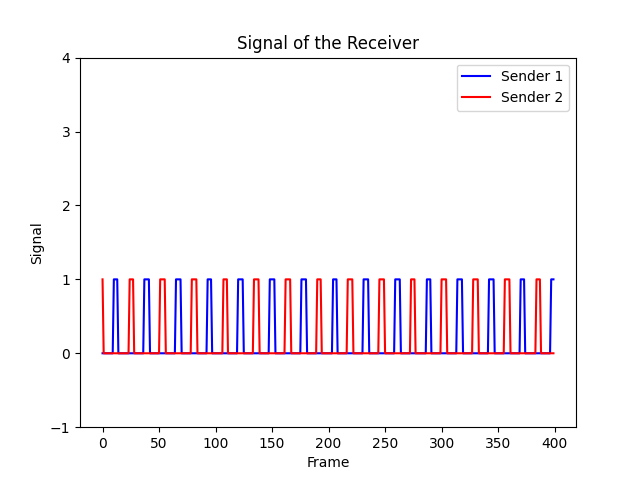 Signal of the Receiver
Sender 1
Sender 2
4
3
2
1
0
−1
Signal
0 50 100 150 200 250 300 350 400
Frame